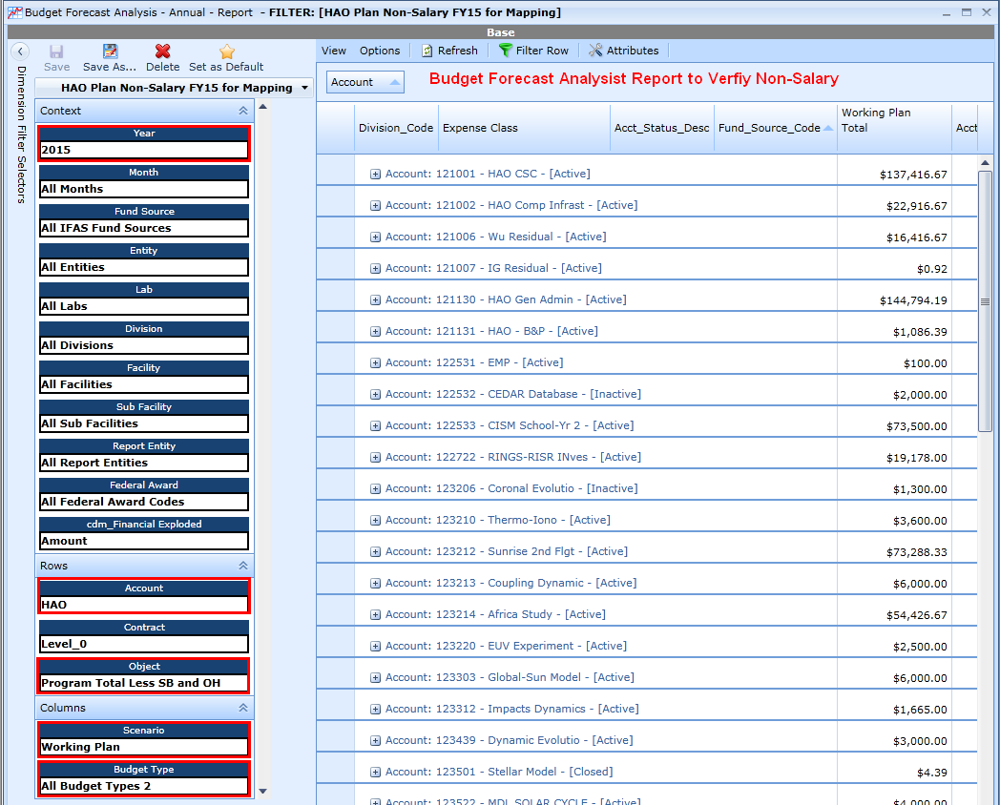 Budget Forecast Analysis - Annual - Report - FILTER: [HAO Plan Non-Salary FY15 for Mapping]
Base
Save Save As... Delete Set as Default
View Options Refresh Filter Row Attributes
Dimension Filter Selectors
HAO Plan Non-Salary FY15 for Mapping
Account
Budget Forecast Analysist Report to Verfiy Non-Salary
Context
Year
2015
Month
All Months
Fund Source
All IFAS Fund Sources
Entity
All Entities
Lab
All Labs
Division
All Divisions
Facility
All Facilities
Sub Facility
All Sub Facilities
Report Entity
All Report Entities
Federal Award
All Federal Award Codes
cdm_Financial Exploded
Amount
Rows
Account
HAO
Contract
Level_0
Object
Program Total Less SB and OH
Columns
Scenario
Working Plan
Budget Type
All Budget Types 2
Division_Code Expense Class Acct_Status_Desc Fund_Source_Code Working Plan Total Acct
Account: 121001 - HAO CSC - [Active] $137,416.67
Account: 121002 - HAO Comp Infrast - [Active] $22,916.67
Account: 121006 - Wu Residual - [Active] $16,416.67
Account: 121007 - IG Residual - [Active] $0.92
Account: 121130 - HAO Gen Admin - [Active] $144,794.19
Account: 121131 - HAO - B&P - [Active] $1,086.39
Account: 122531 - EMP - [Active] $100.00
Account: 122532 - CEDAR Database - [Inactive] $2,000.00
Account: 122533 - CISM School-Yr 2 - [Active] $73,500.00
Account: 122722 - RINGS-RISR INves - [Active] $19,178.00
Account: 123206 - Coronal Evolutio - [Inactive] $1,300.00
Account: 123210 - Thermo-Iono - [Active] $3,600.00
Account: 123212 - Sunrise 2nd Flgt - [Active] $73,288.33
Account: 123213 - Coupling Dynamic - [Active] $6,000.00
Account: 123214 - Africa Study - [Active] $54,426.67
Account: 123220 - EUV Experiment - [Active] $2,500.00
Account: 123303 - Global-Sun Model - [Active] $6,000.00
Account: 123312 - Impacts Dynamics - [Active] $1,665.00
Account: 123439 - Dynamic Evolutio - [Active] $3,000.00
Account: 123501 - Stellar Model - [Closed] $4.39
Account: 123522 - MDL SOLAR CYCLE - [Active] $4,000.00